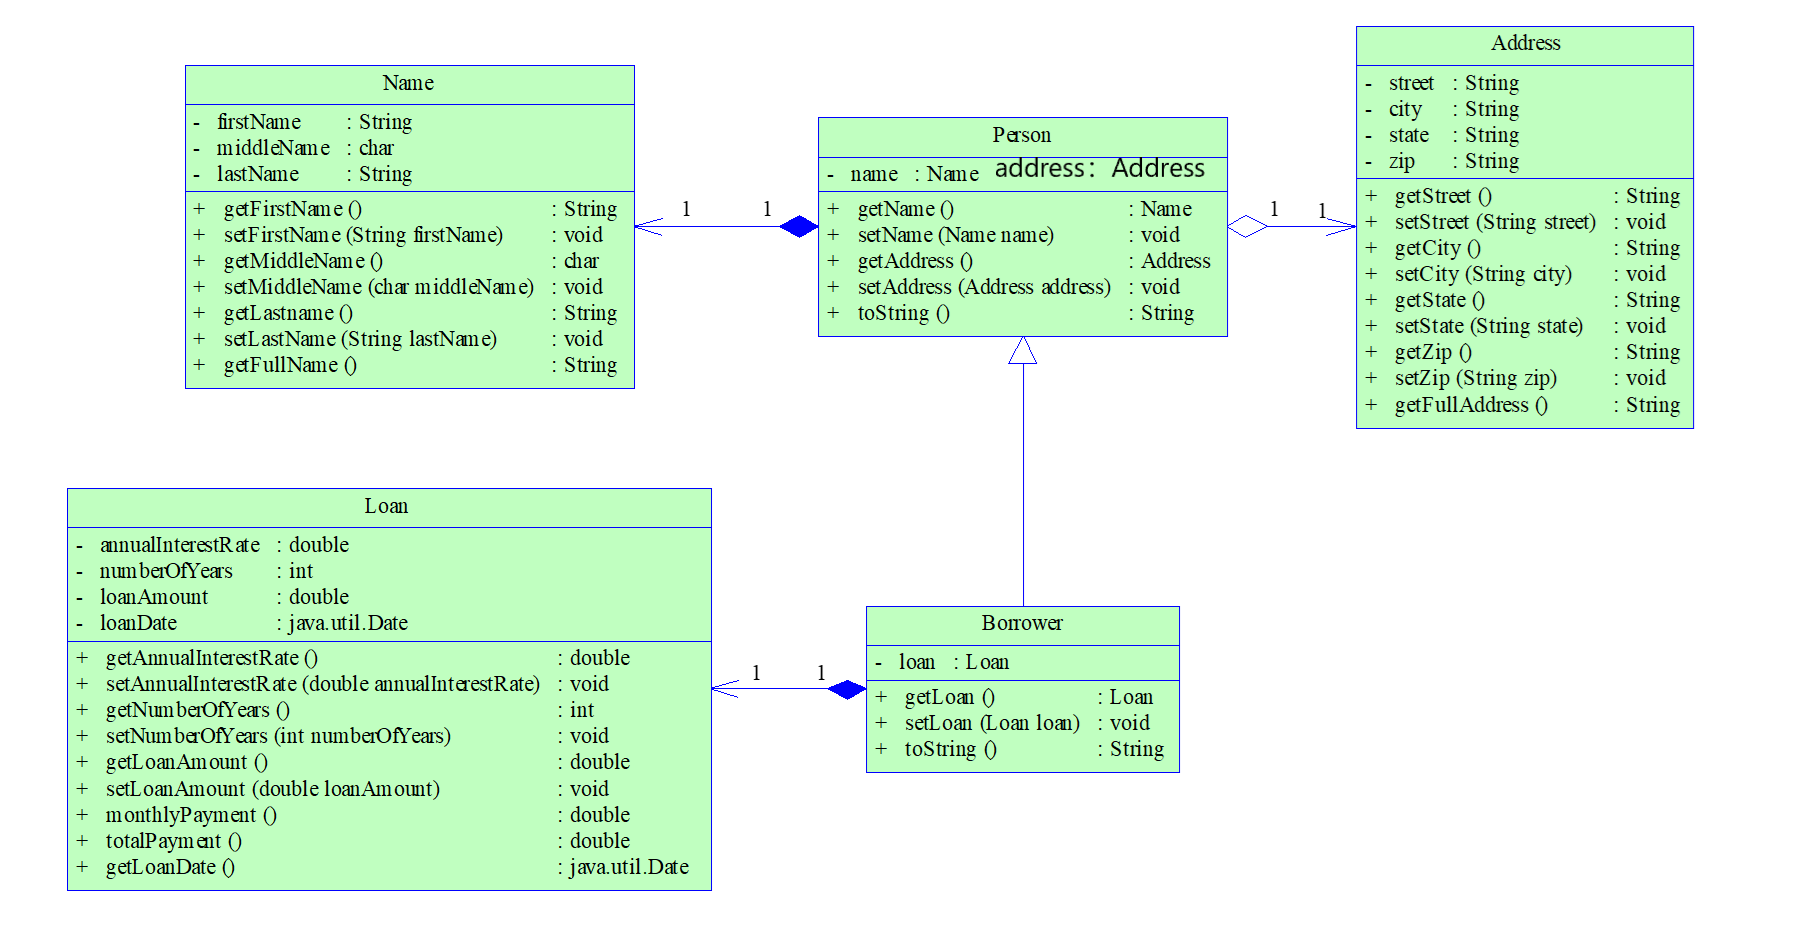 Name
- firstName : String
- middleName : char
- lastName : String
+ getFirstName () : String
+ setFirstName (String firstName) : void
+ getMiddleName () : char
+ setMiddleName (char middleName) : void
+ getLastname () : String
+ setLastName (String lastName) : void
+ getFullName () : String
1 1
Person
- name : Name address: Address
+ getName () : Name
+ setName (Name name) : void
+ getAddress () : Address
+ setAddress (Address address) : void
+ toString () : String
1 1
Address
- street : String
- city : String
- state : String
- zip : String
+ getStreet () : String
+ setStreet (String street) : void
+ getCity () : String
+ setCity (String city) : void
+ getState () : String
+ setState (String state) : void
+ getZip () : String
+ setZip (String zip) : void
+ getFullAddress () : String
Loan
- annualInterestRate : double
- numberOfYears : int
- loanAmount : double
- loanDate : java.util.Date
+ getAnnualInterestRate () : double
+ setAnnualInterestRate (double annualInterestRate) : void
+ getNumberOfYears () : int
+ setNumberOfYears (int numberOfYears) : void
+ getLoanAmount () : double
+ setLoanAmount (double loanAmount) : void
+ monthlyPayment () : double
+ totalPayment () : double
+ getLoanDate () : java.util.Date
1 1
Borrower
- loan : Loan
+ getLoan () : Loan
+ setLoan (Loan loan) : void
+ toString () : String